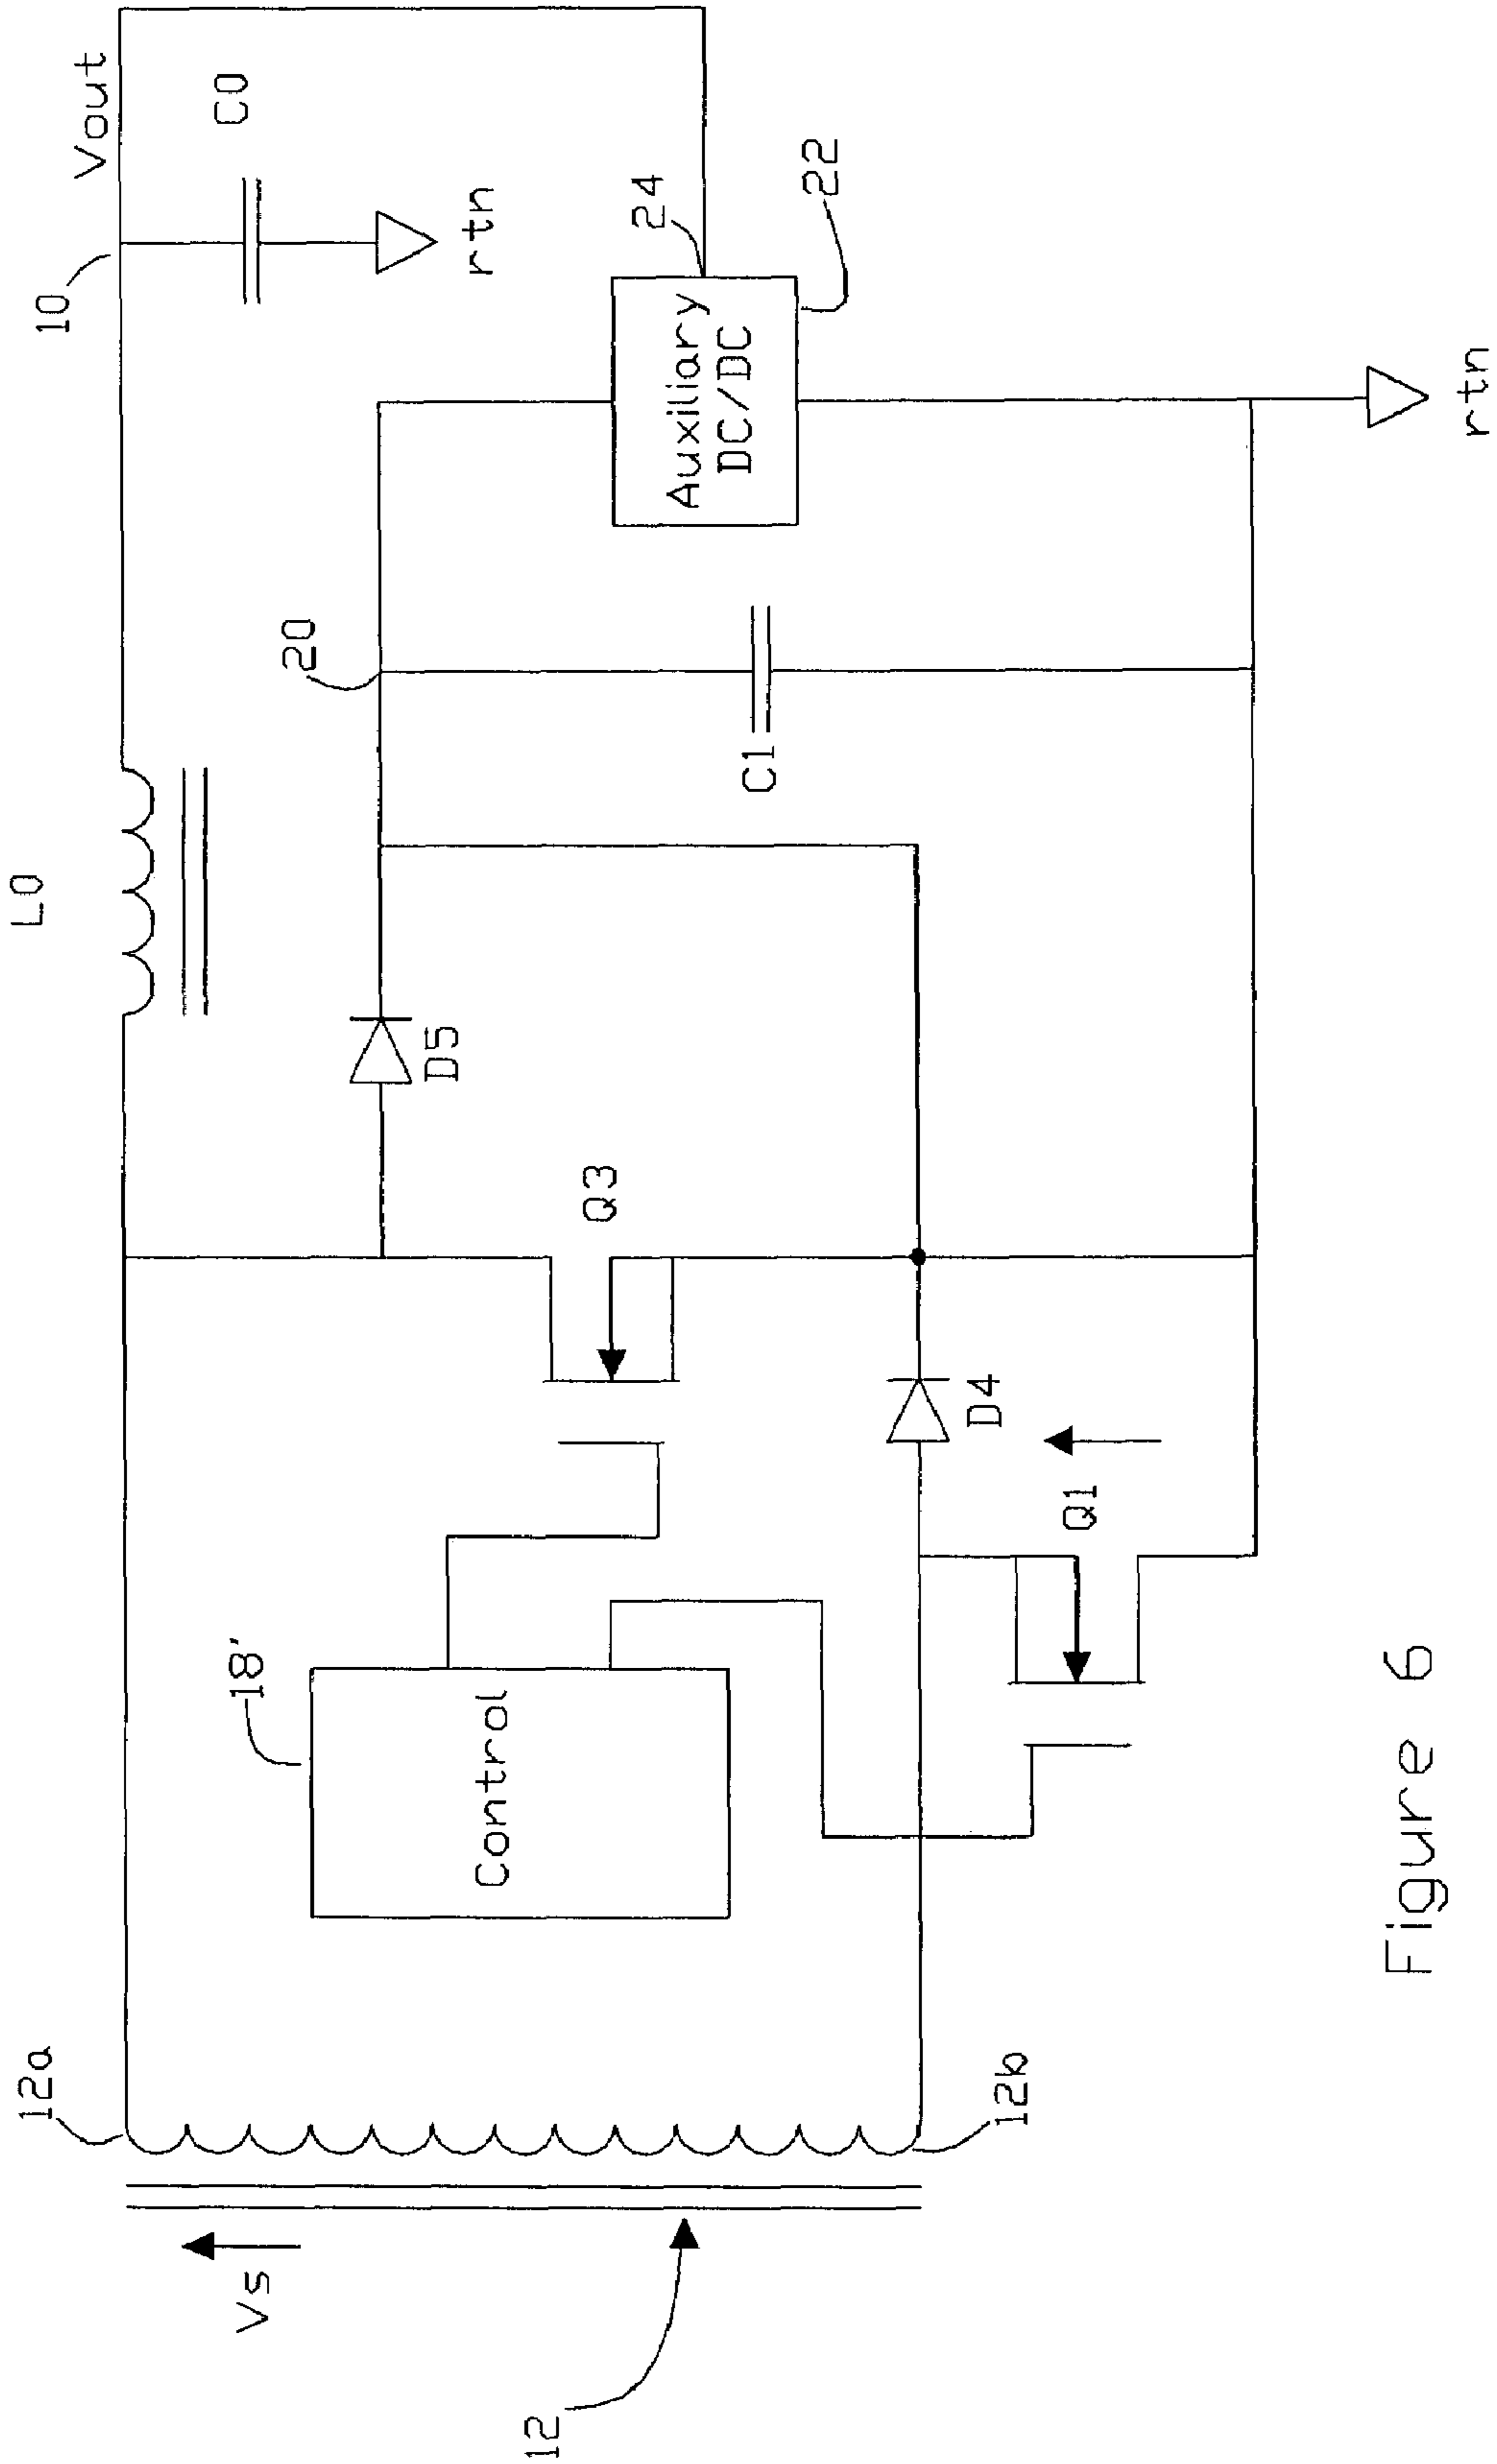 12
Vs
12a
12b
18'
Control
Q1
D4
Q3
D5
L0
20
C1
Auxiliary
DC/DC
22
24
10
Vout
C0
rtn
rtn
Figure 6